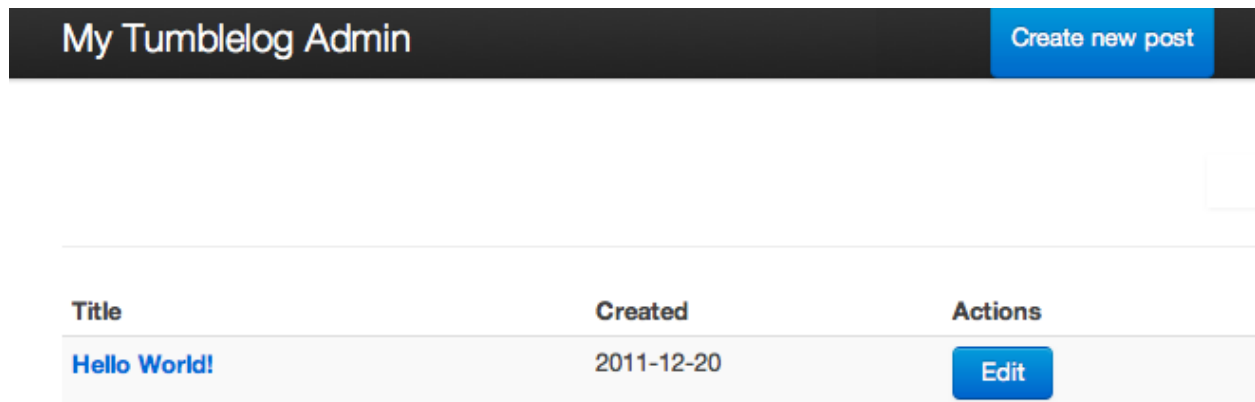 My Tumblelog Admin Create new post
Title Created Actions
Hello World! 2011-12-20 Edit